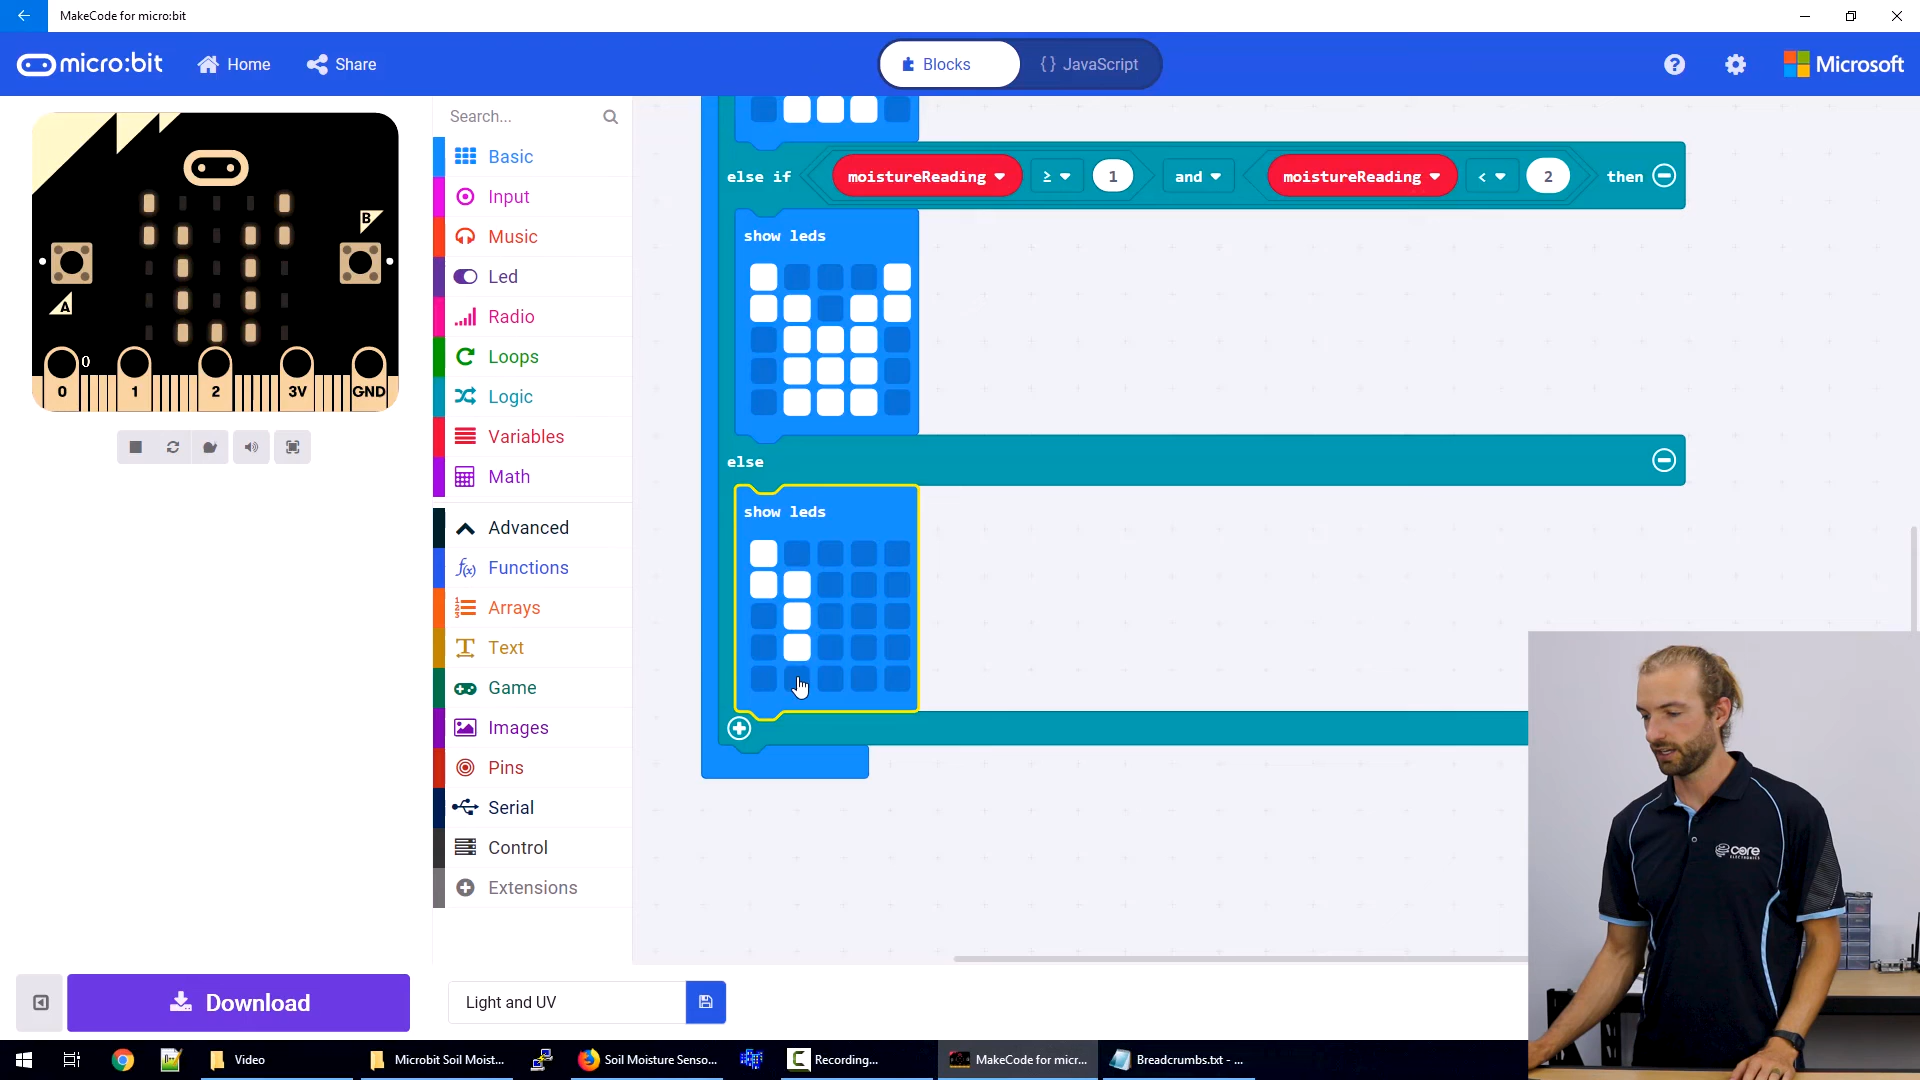 MakeCode for micro:bit
micro:bit
Home
Share
Blocks
{ } JavaScript
?
Microsoft
B
A
0
0 1 2 3V GND
Search...
Basic
Input
Music
Led
Radio
Loops
Logic
Variables
Math
Advanced
f(x) Functions
Arrays
Text
Game
Images
Pins
Serial
Control
Extensions
else if moistureReading ≥ 1 and moistureReading < 2 then
show leds
else
show leds
core
ELECTRONICS
Download
Light and UV
Video
Microbit Soil Moist...
Soil Moisture Senso...
Recording...
MakeCode for micr...
Breadcrumbs.txt - ...